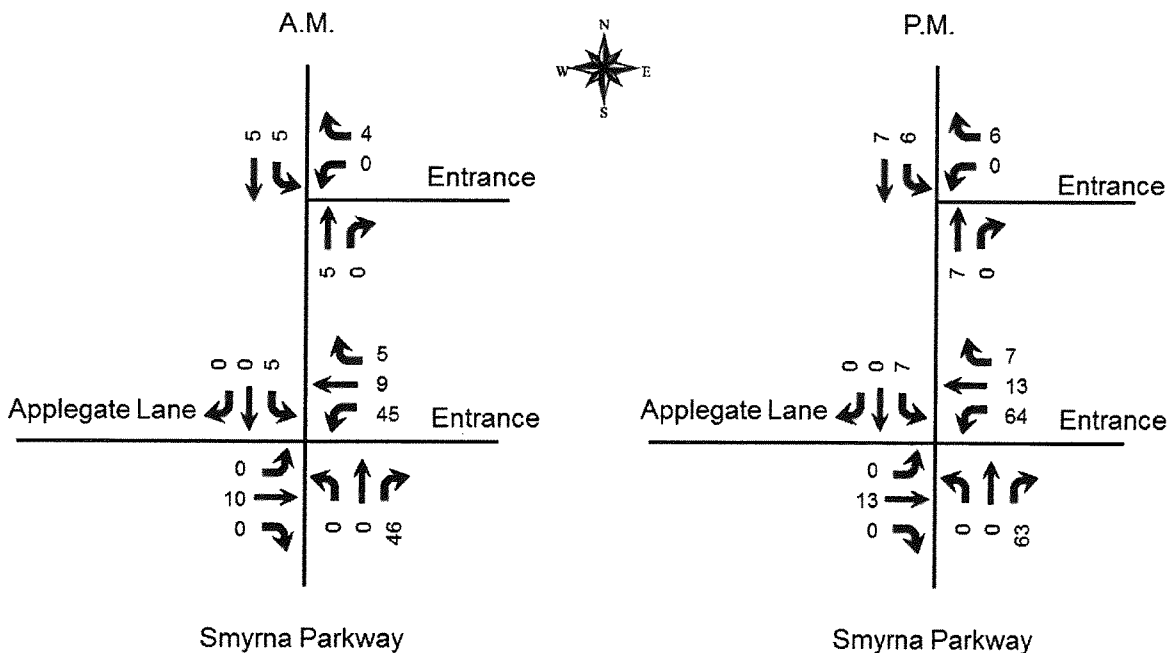 A.M.
N
W E
S
P.M.
5 5
4
0
Entrance
5 0
0 0 5
5
9
45
Applegate Lane
Entrance
0
10
0
0 0 46
Smyrna Parkway
7 6
6
0
Entrance
7 0
0 0 7
7
13
64
Applegate Lane
Entrance
0
13
0
0 0 63
Smyrna Parkway